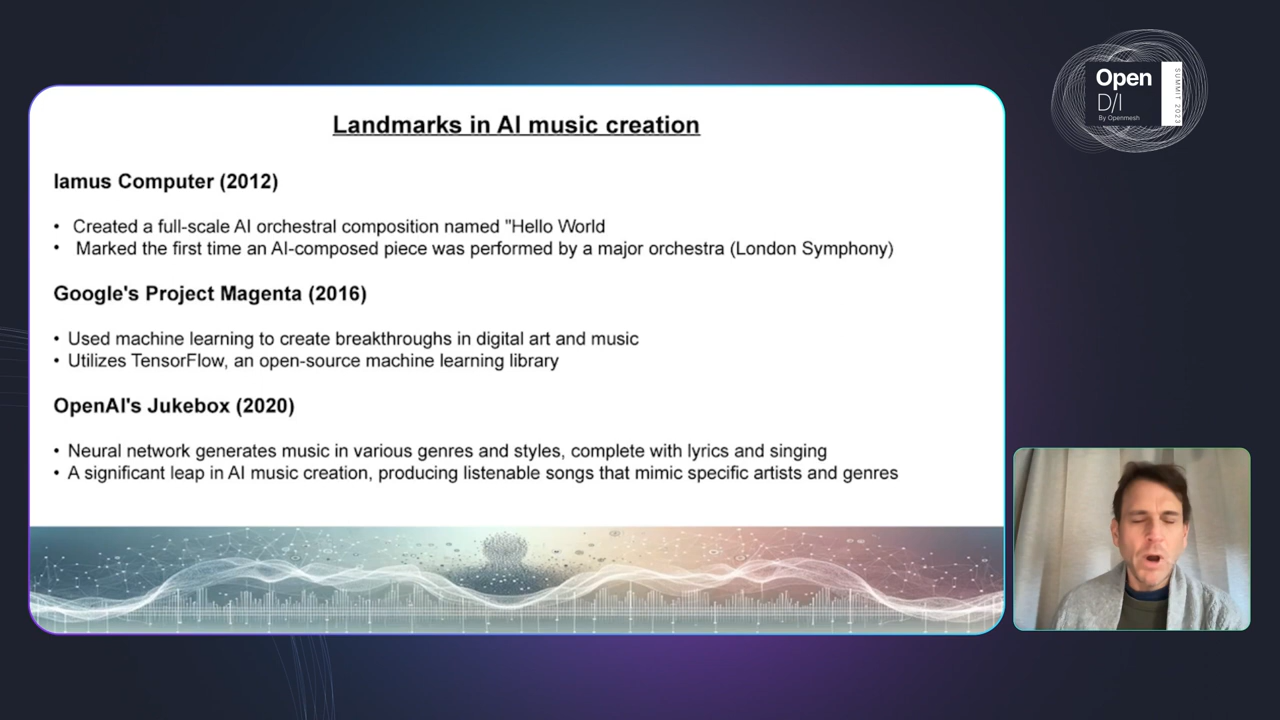 Landmarks in AI music creation
Iamus Computer (2012)
• Created a full-scale AI orchestral composition named "Hello World
• Marked the first time an AI-composed piece was performed by a major orchestra (London Symphony)
Google's Project Magenta (2016)
• Used machine learning to create breakthroughs in digital art and music
• Utilizes TensorFlow, an open-source machine learning library
OpenAI's Jukebox (2020)
• Neural network generates music in various genres and styles, complete with lyrics and singing
• A significant leap in AI music creation, producing listenable songs that mimic specific artists and genres
Open
D/I
By Openmesh
SUMMIT 2023